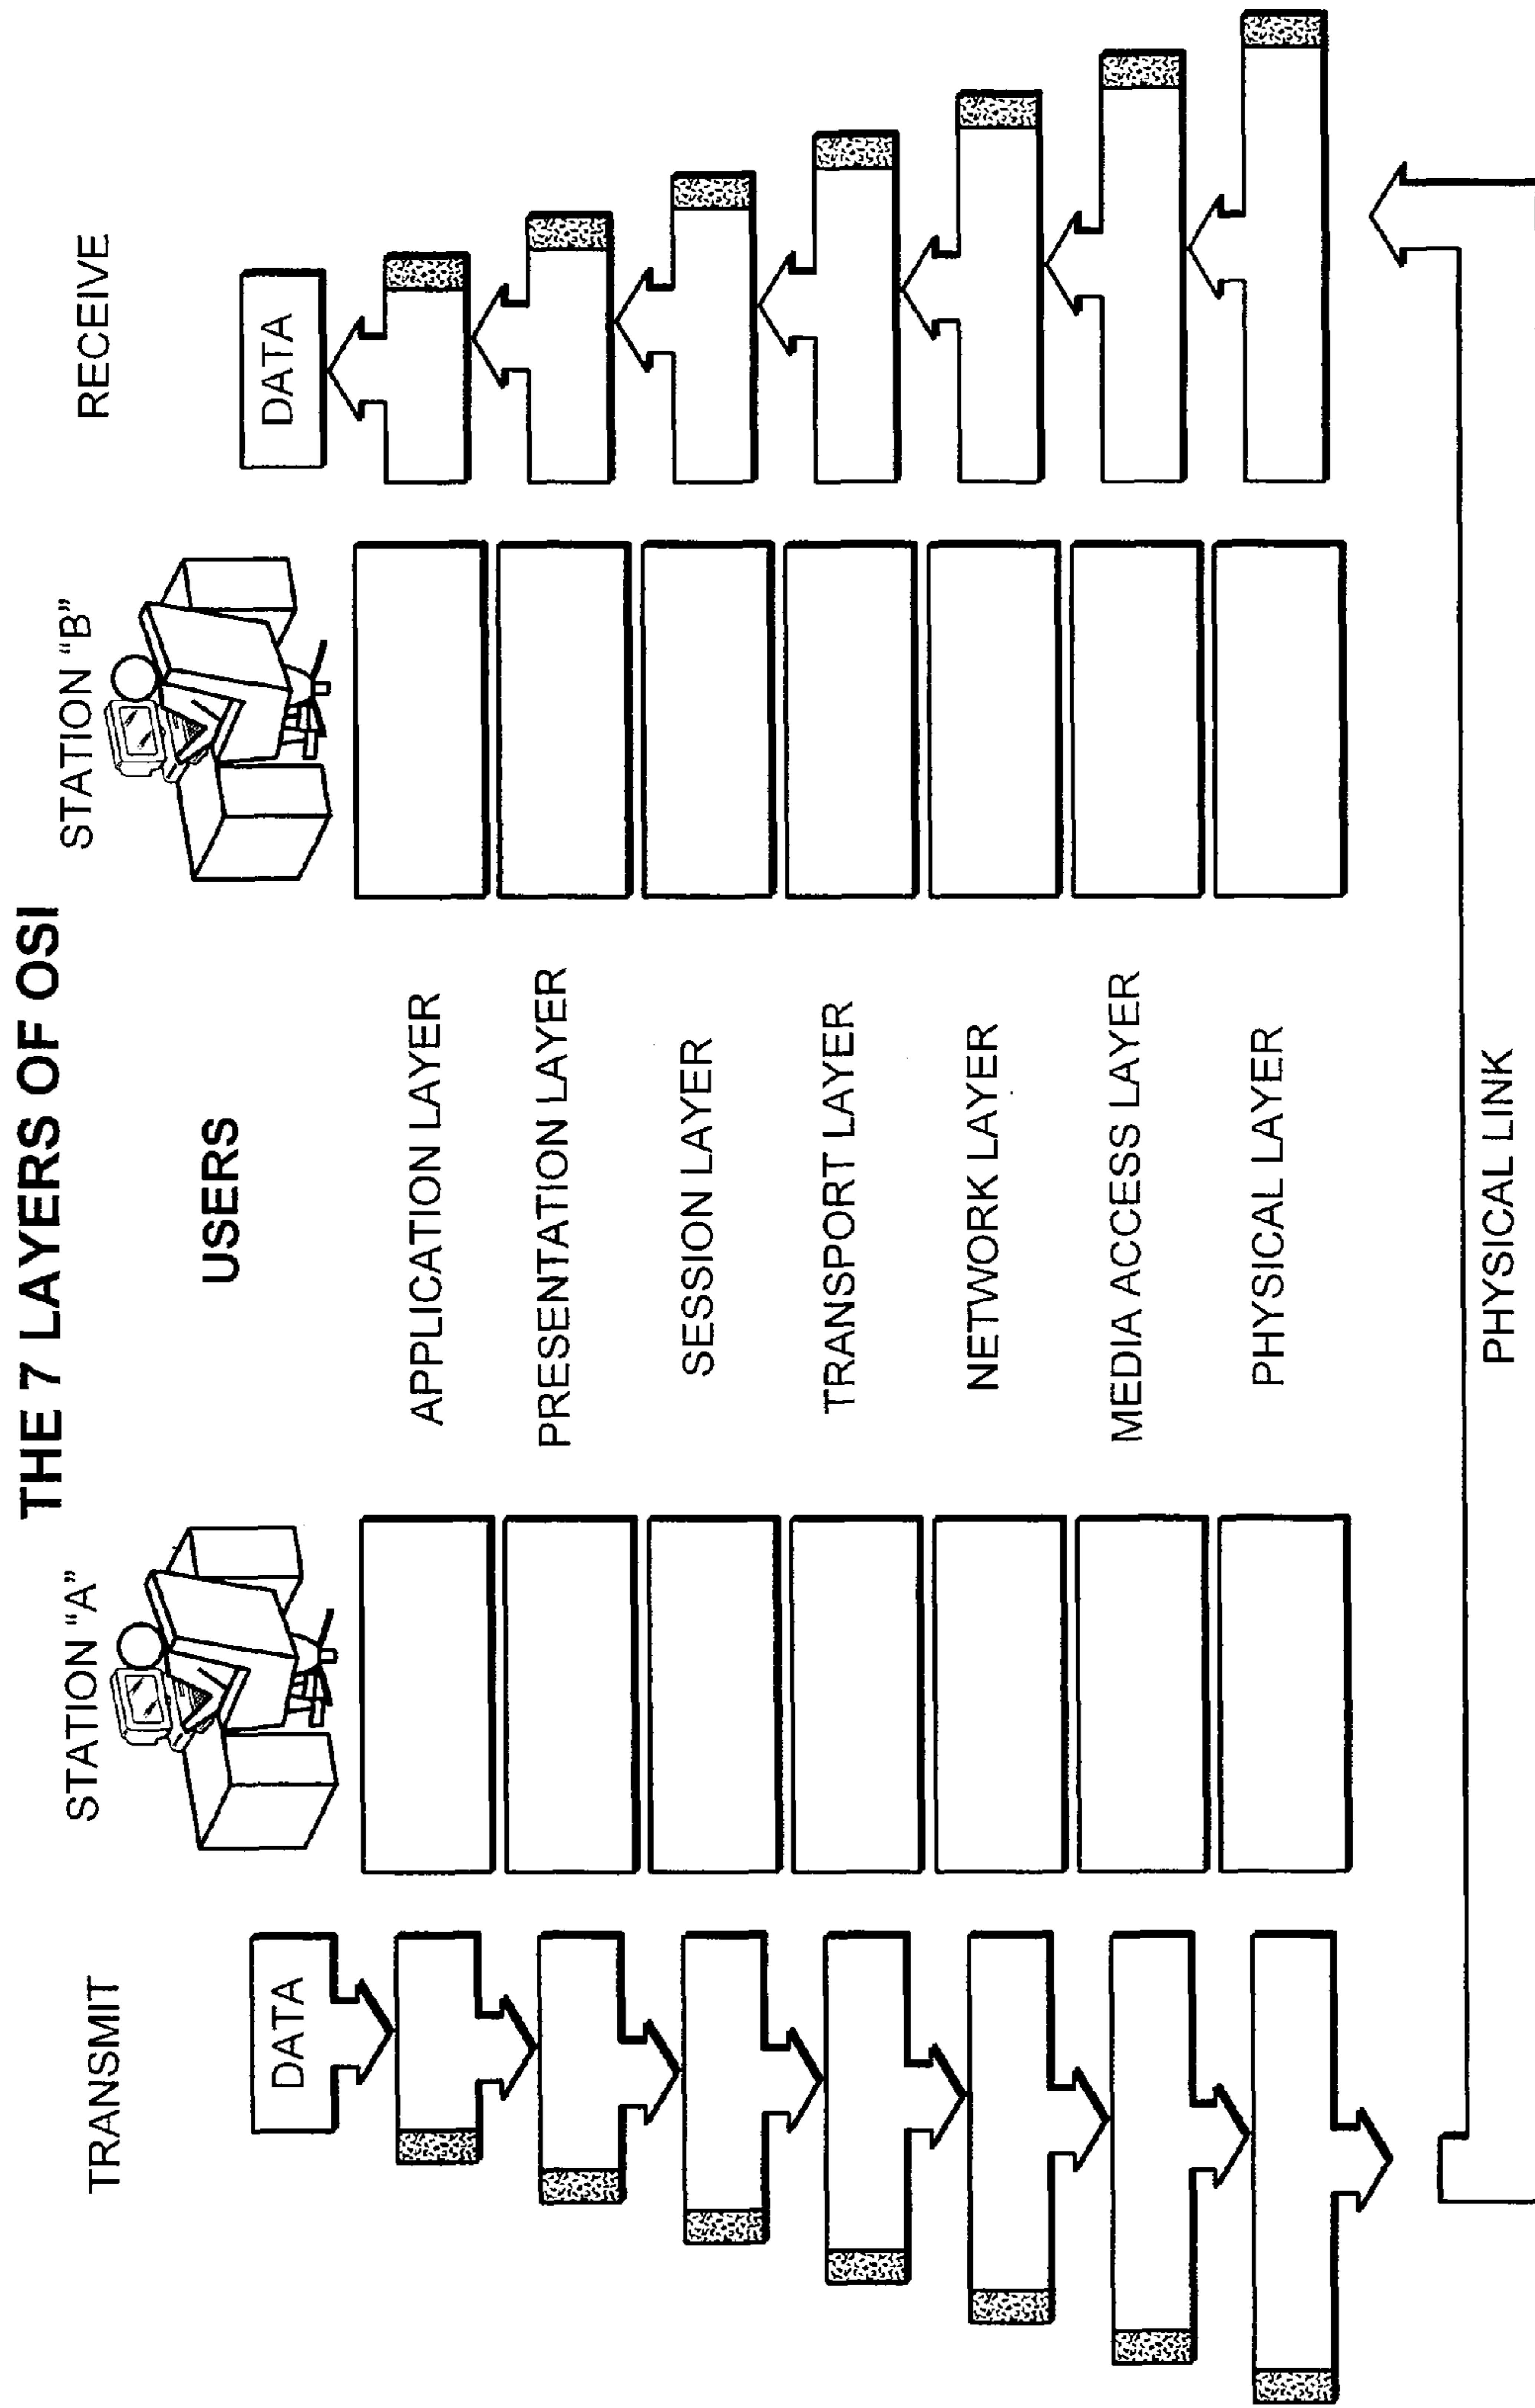 THE 7 LAYERS OF OSI
TRANSMIT
STATION “A”
USERS
STATION “B”
RECEIVE
DATA
DATA
APPLICATION LAYER
PRESENTATION LAYER
SESSION LAYER
TRANSPORT LAYER
NETWORK LAYER
MEDIA ACCESS LAYER
PHYSICAL LAYER
PHYSICAL LINK